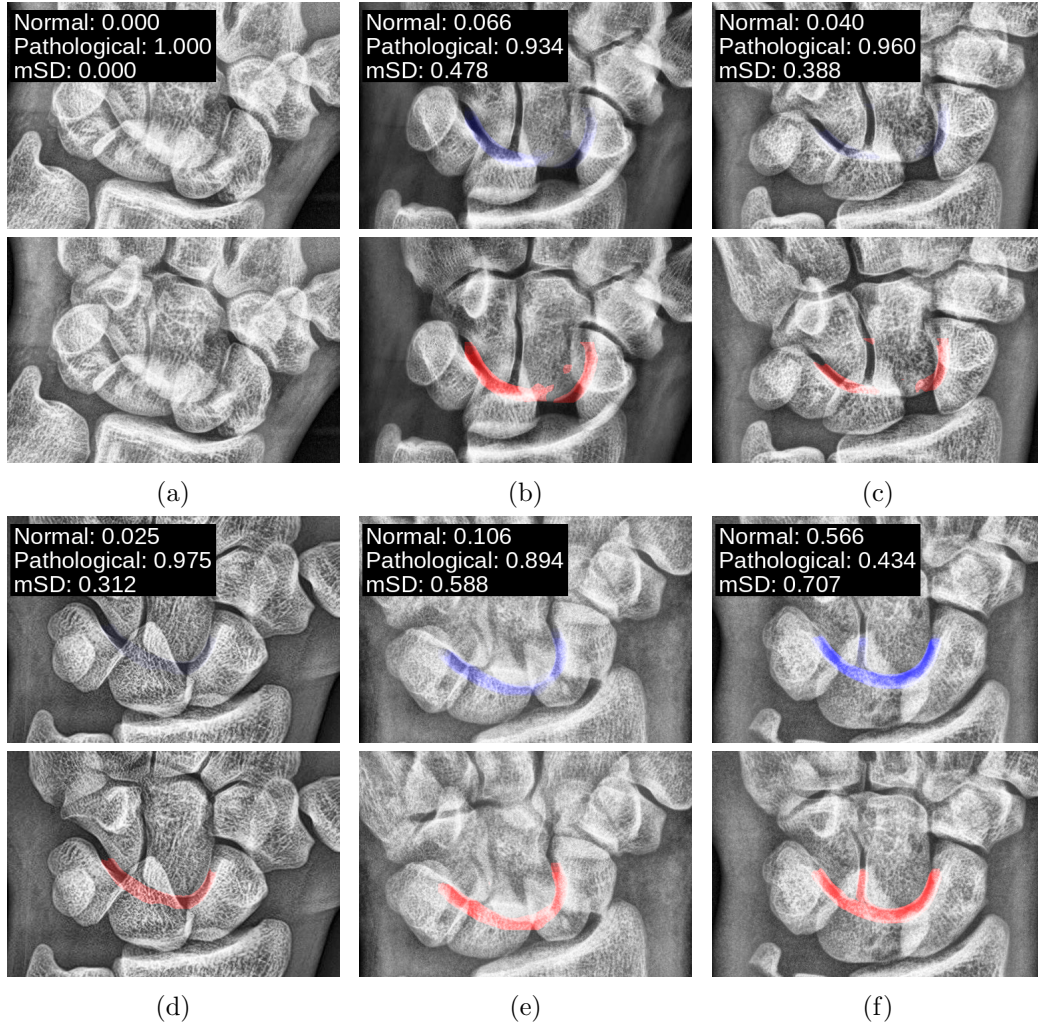 Normal: 0.000
Pathological: 1.000
mSD: 0.000
Normal: 0.066
Pathological: 0.934
mSD: 0.478
Normal: 0.040
Pathological: 0.960
mSD: 0.388
(a)
(b)
(c)
Normal: 0.025
Pathological: 0.975
mSD: 0.312
Normal: 0.106
Pathological: 0.894
mSD: 0.588
Normal: 0.566
Pathological: 0.434
mSD: 0.707
(d)
(e)
(f)